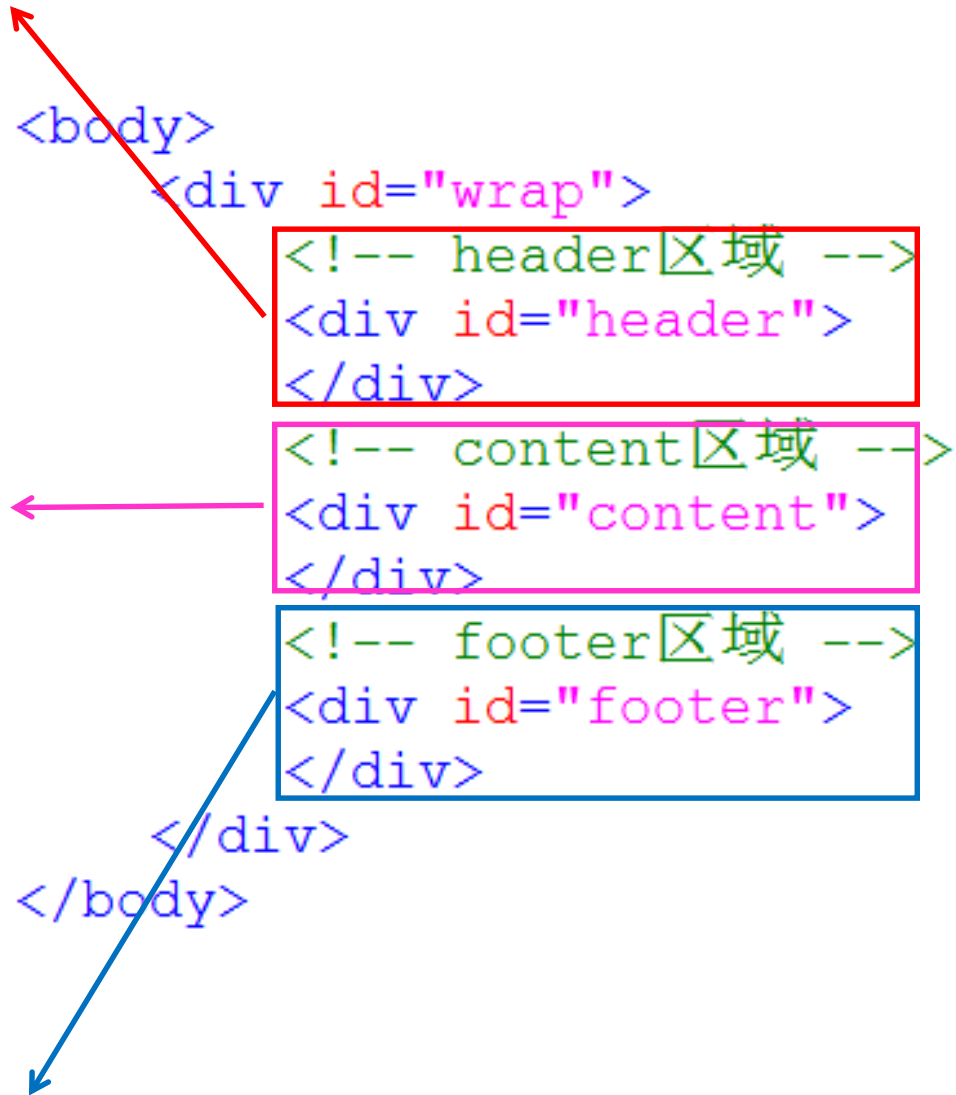 <body>
<div id="wrap">
<!-- header区域 -->
<div id="header">
</div>
<!-- content区域 -->
<div id="content">
</div>
<!-- footer区域 -->
<div id="footer">
</div>
</div>
</body>